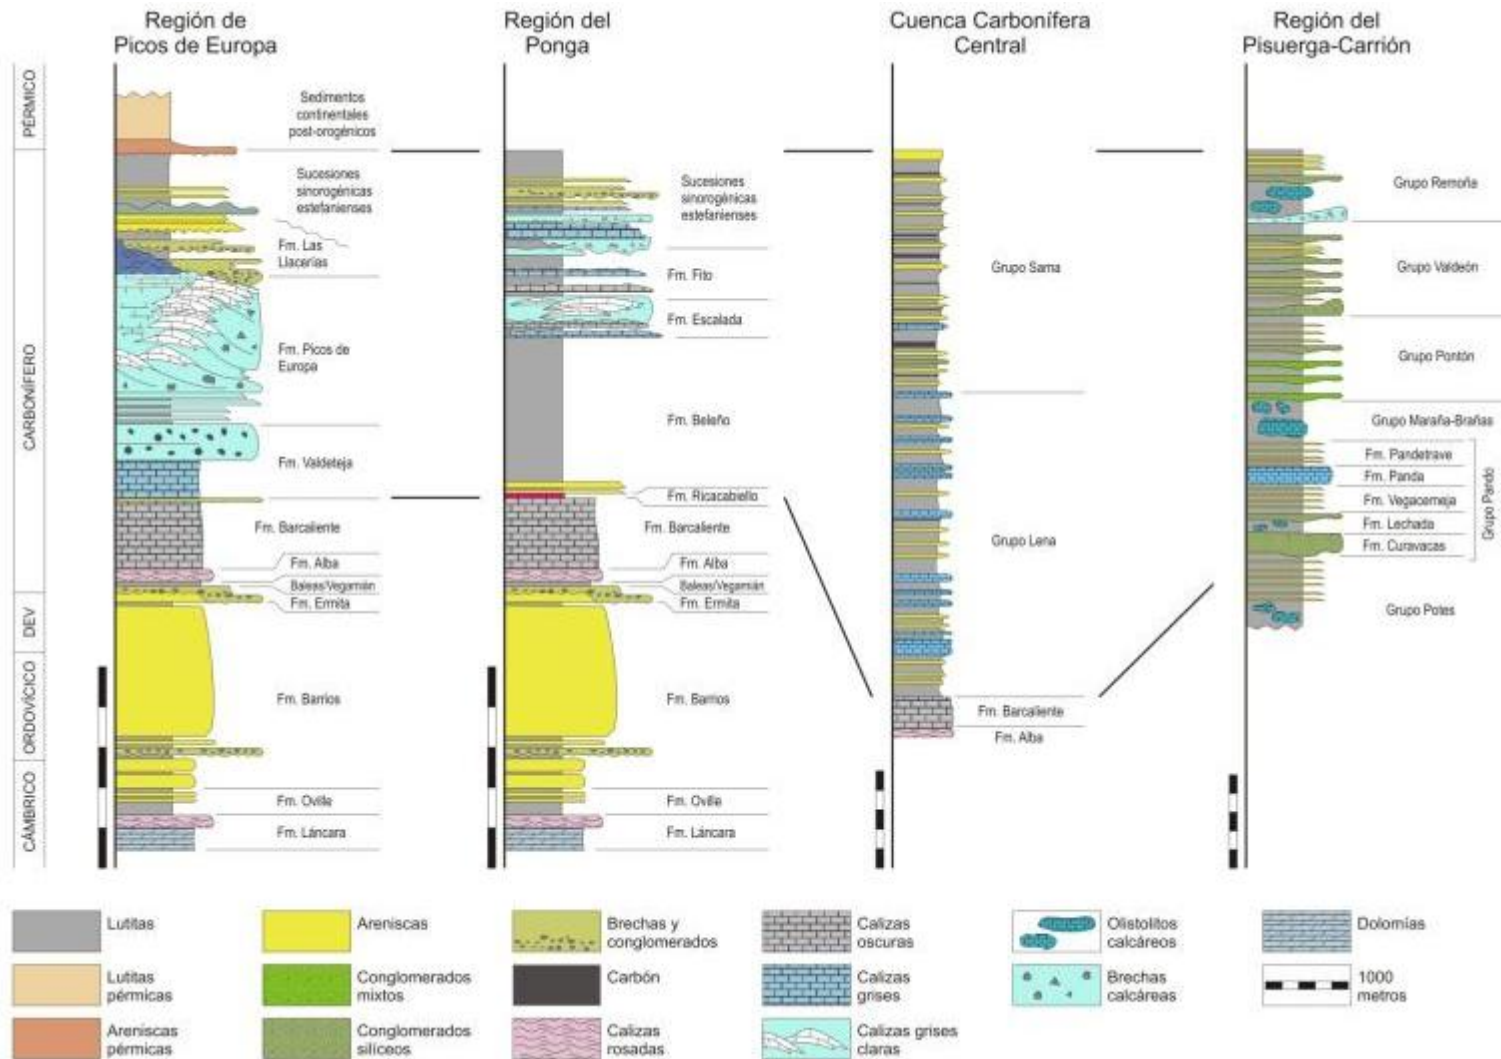 Región de
Picos de Europa
Región del
Ponga
Cuenca Carbonífera
Central
Región del
Pisuerga-Carrión
PÉRMICO
CARBONÍFERO
DEV
ORDOVÍCICO
CÁMBRICO
Sedimentos
continentales
post-orogénicos
Sucesiones
sinorogénicas
estefanienses
Fm. Las
Llacerías
Fm. Picos de
Europa
Fm. Valdeteja
Fm. Barcaliente
Fm. Alba
Baleas/Vegamián
Fm. Ermita
Fm. Barrios
Fm. Oville
Fm. Láncara
Sucesiones
sinorogénicas
estefanienses
Fm. Fito
Fm. Escalada
Fm. Beleño
Fm. Ricacabiello
Fm. Barcaliente
Fm. Alba
Baleas/Vegamián
Fm. Ermita
Fm. Barrios
Fm. Oville
Fm. Láncara
Grupo Sama
Grupo Lena
Fm. Barcaliente
Fm. Alba
Grupo Remoña
Grupo Valdeón
Grupo Pontón
Grupo Maraña-Brañas
Fm. Pandetrave
Fm. Panda
Fm. Vegacerneja
Fm. Lechada
Fm. Curavacas
Grupo Pando
Grupo Potes
Lutitas
Areniscas
Brechas y
conglomerados
Calizas
oscuras
Olistolitos
calcáreos
Dolomías
Lutitas
pérmicas
Conglomerados
mixtos
Carbón
Calizas
grises
Brechas
calcáreas
1000
metros
Areniscas
pérmicas
Conglomerados
silíceos
Calizas
rosadas
Calizas grises
claras